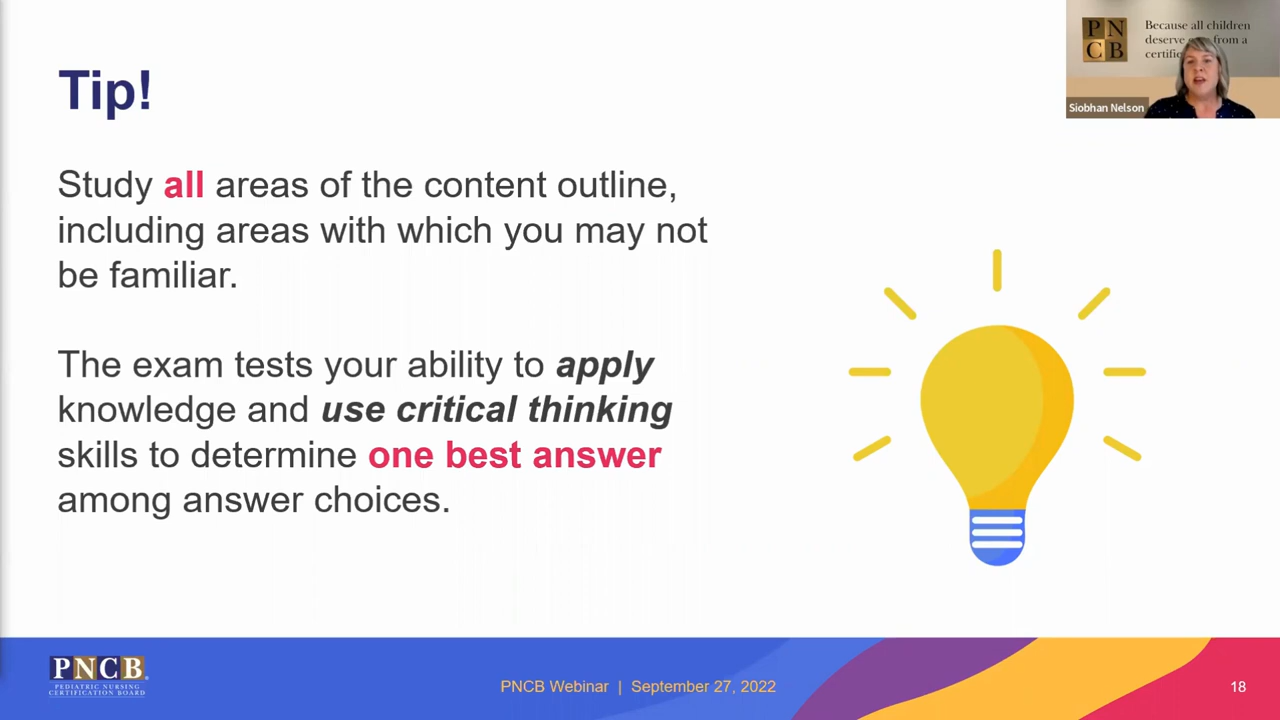 Tip!
Study all areas of the content outline,
including areas with which you may not
be familiar.
The exam tests your ability to apply
knowledge and use critical thinking
skills to determine one best answer
among answer choices.
PN
CB
Because all children
deserve from a
Siobhan Nelson
PNCB
PEDIATRIC NURSING
CERTIFICATION BOARD
PNCB Webinar | September 27, 2022
18